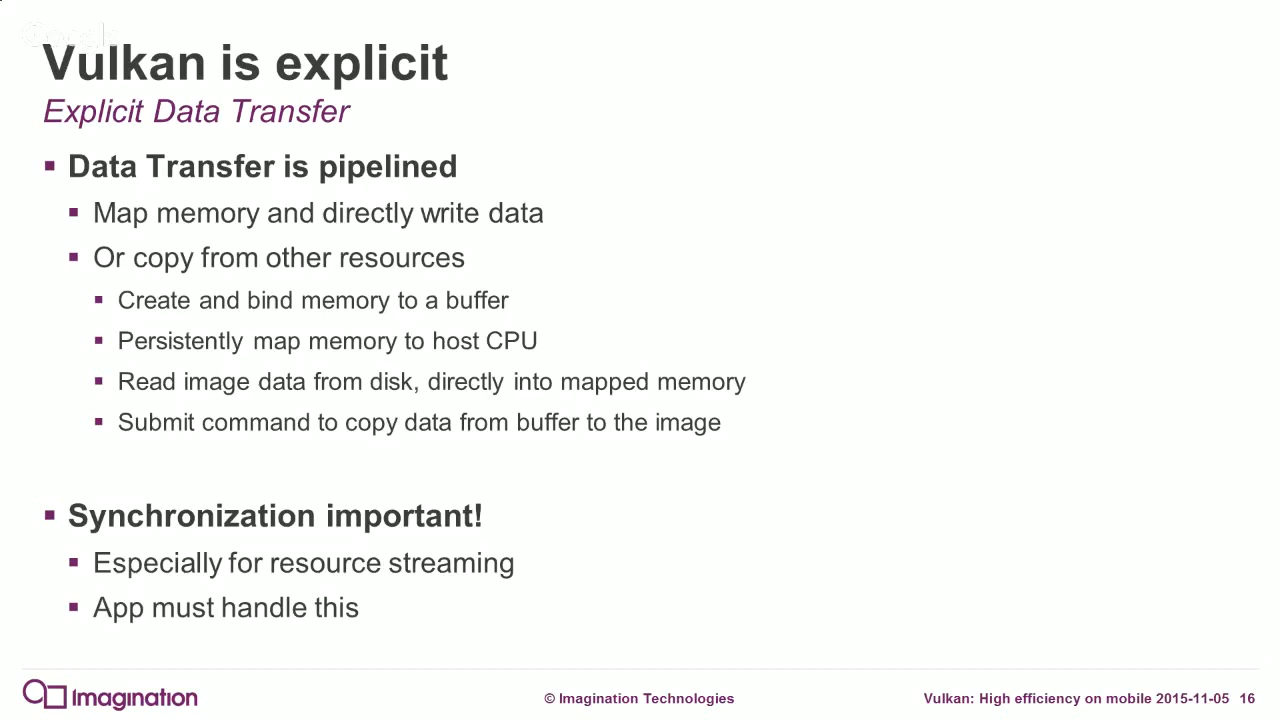 Vulkan is explicit
Explicit Data Transfer
Data Transfer is pipelined
Map memory and directly write data
Or copy from other resources
Create and bind memory to a buffer
Persistently map memory to host CPU
Read image data from disk, directly into mapped memory
Submit command to copy data from buffer to the image
Synchronization important!
Especially for resource streaming
App must handle this
Imagination
© Imagination Technologies
Vulkan: High efficiency on mobile 2015-11-05 16